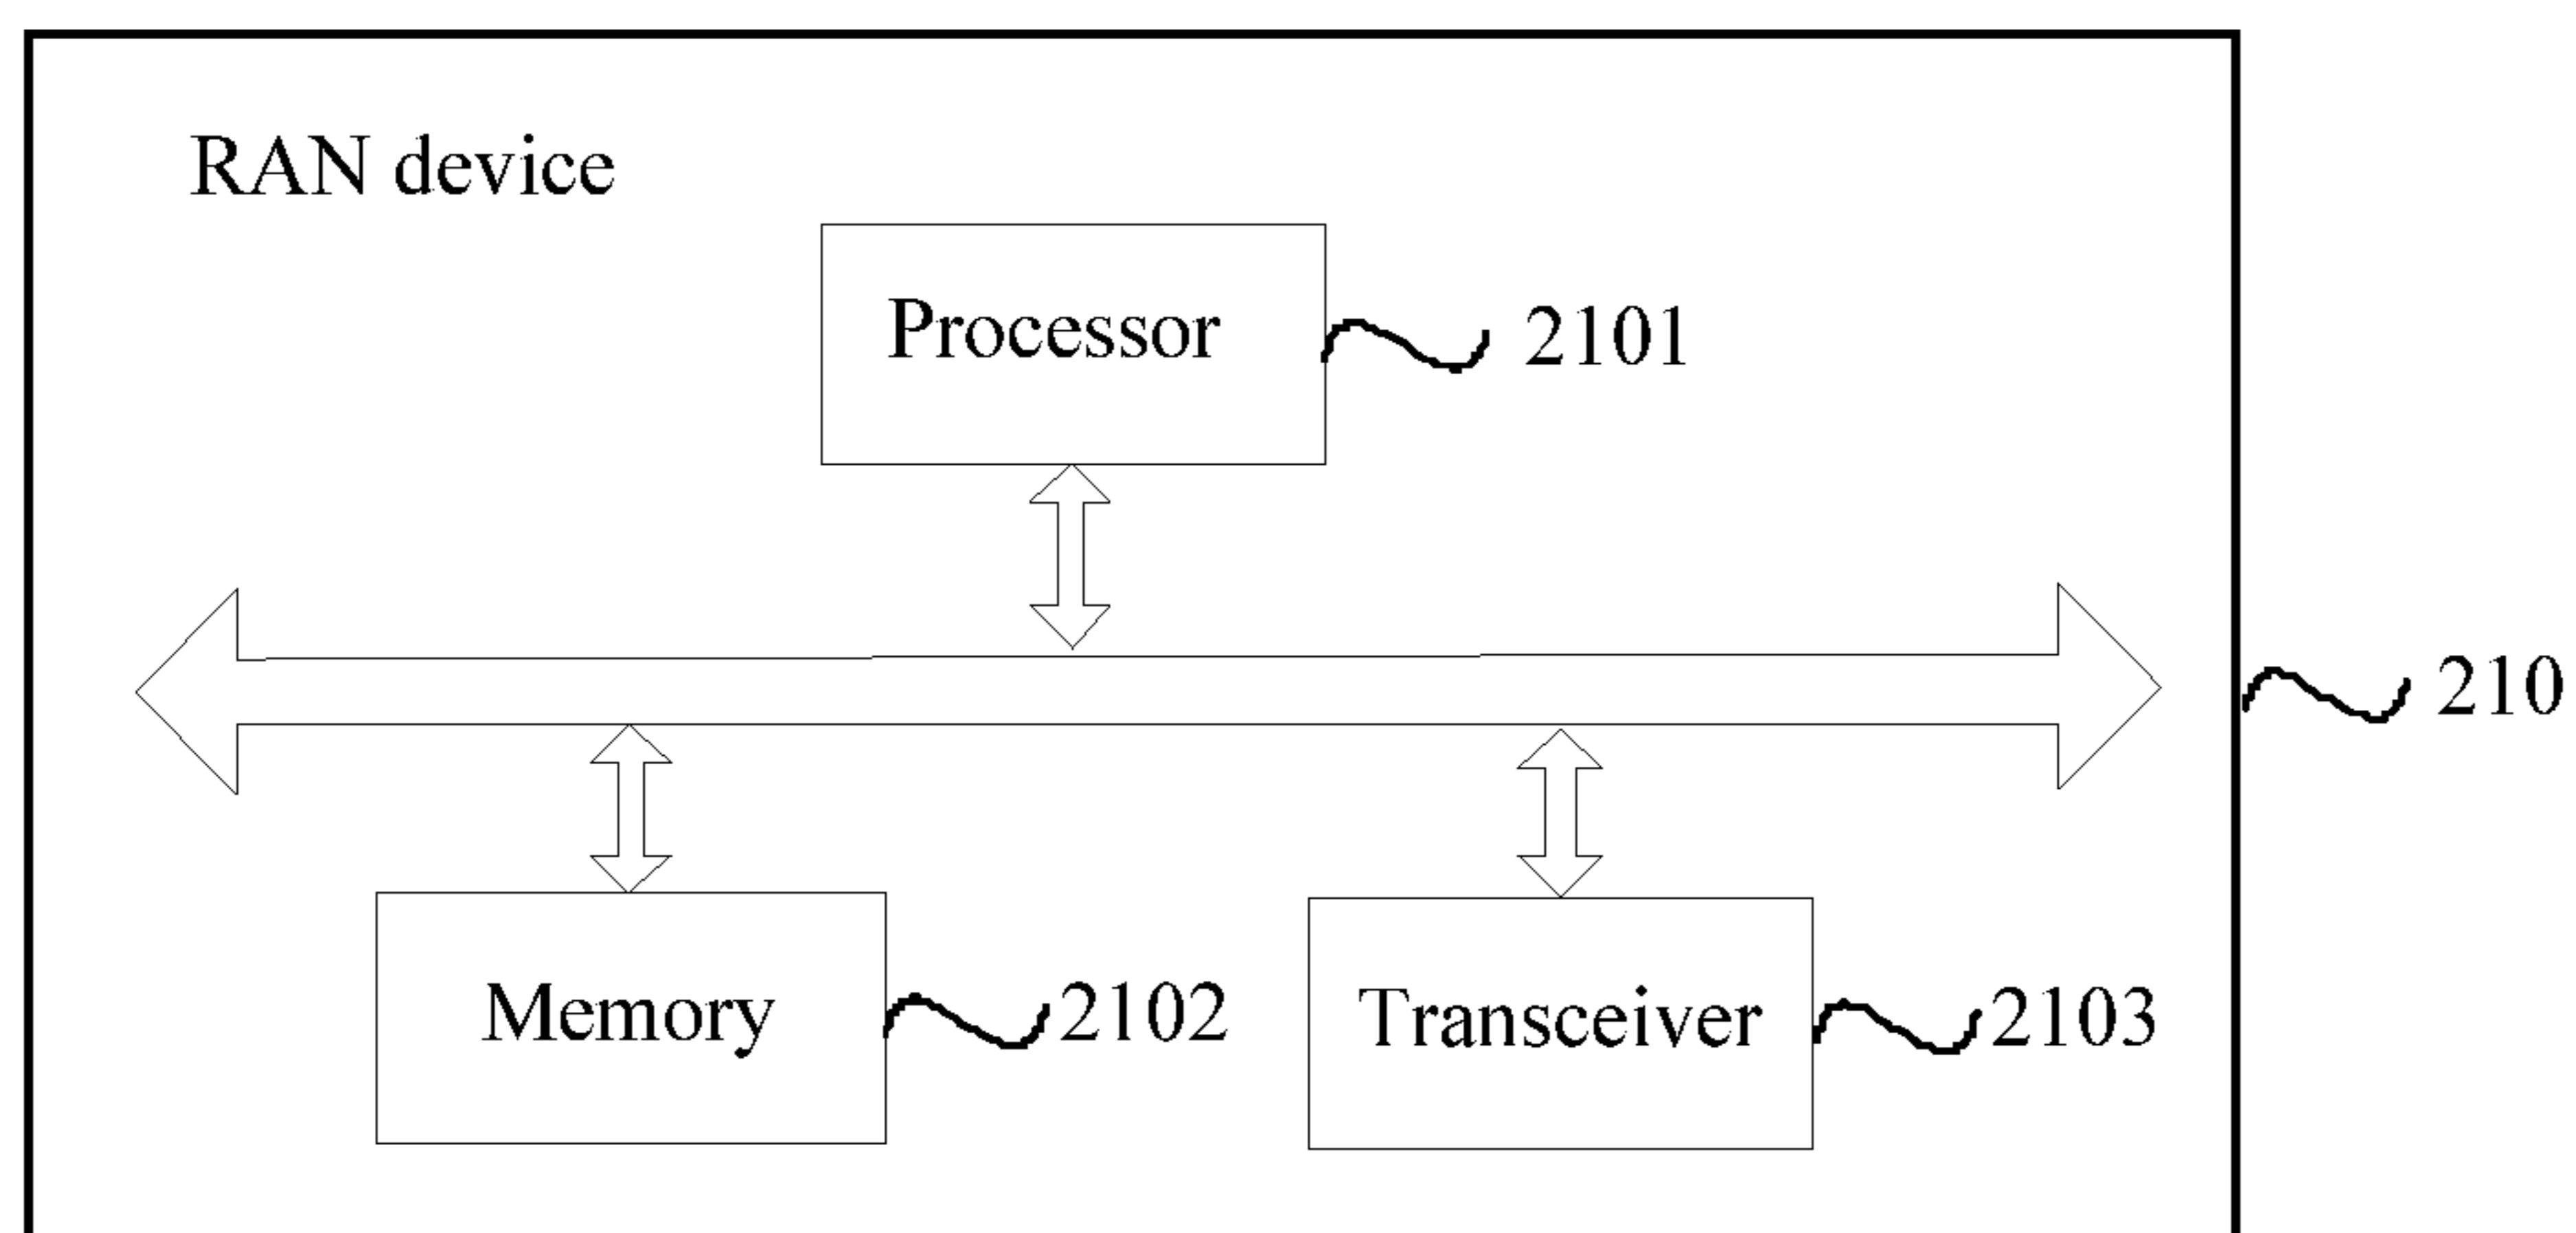 RAN device
Processor
2101
210
Memory
2102
Transceiver
2103